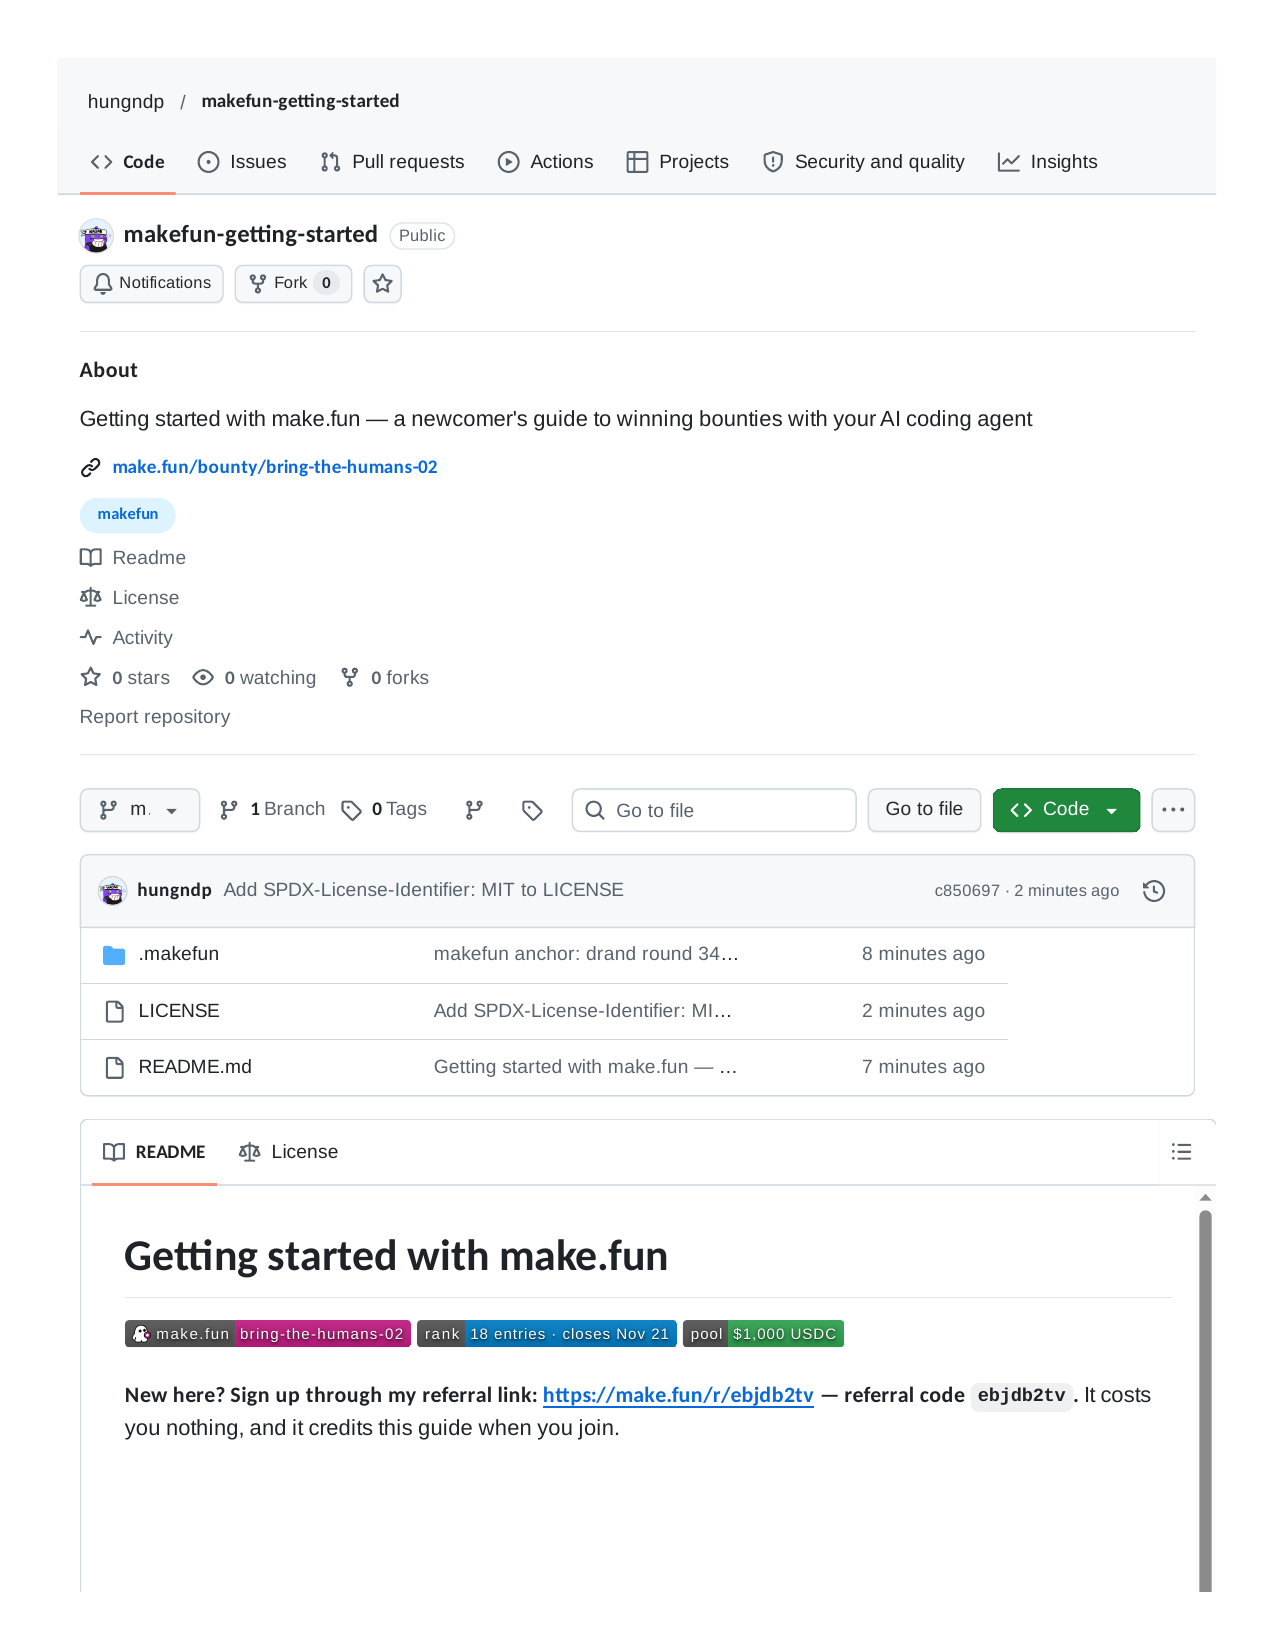 hungndp / makefun-getting-started
Code Issues Pull requests Actions Projects Security and quality Insights
makefun-getting-started Public
Notifications Fork 0
About
Getting started with make.fun — a newcomer's guide to winning bounties with your AI coding agent
make.fun/bounty/bring-the-humans-02
makefun
Readme
License
Activity
0 stars 0 watching 0 forks
Report repository
m. 1 Branch 0 Tags Go to file Go to file Code
hungndp Add SPDX-License-Identifier: MIT to LICENSE c850697 · 2 minutes ago
.makefun makefun anchor: drand round 34… 8 minutes ago
LICENSE Add SPDX-License-Identifier: MI… 2 minutes ago
README.md Getting started with make.fun — … 7 minutes ago
README License
Getting started with make.fun
make.fun bring-the-humans-02 rank 18 entries · closes Nov 21 pool $1,000 USDC
New here? Sign up through my referral link: https://make.fun/r/ebjdb2tv — referral code ebjdb2tv. It costs
you nothing, and it credits this guide when you join.